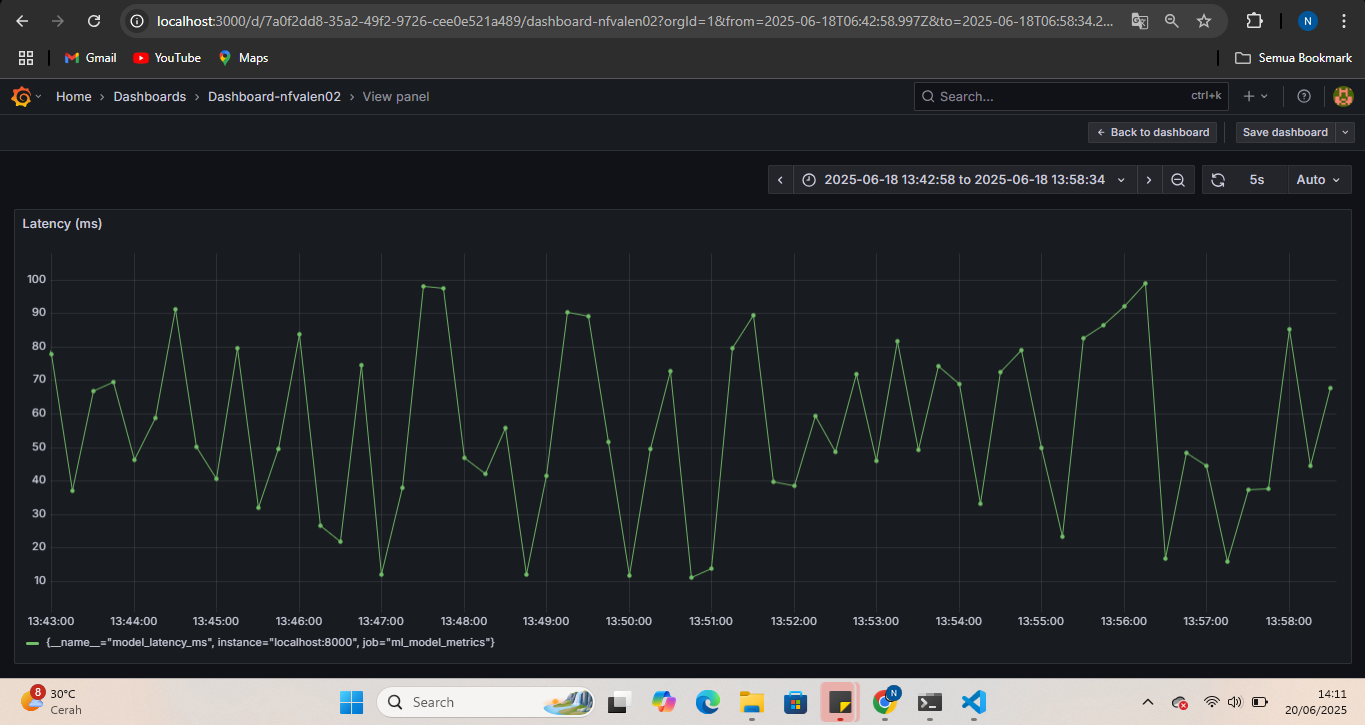 localhost:3000/d/7a0f2dd8-35a2-49f2-9726-cee0e521a489/dashboard-nfvalen02?orgId=1&from=2025-06-18T06:42:58.997Z&to=2025-06-18T06:58:34.2...
N
Gmail YouTube Maps Semua Bookmark
Home › Dashboards › Dashboard-nfvalen02 › View panel
Search... ctrl+k
Back to dashboard Save dashboard
2025-06-18 13:42:58 to 2025-06-18 13:58:34 5s Auto
Latency (ms)
100
90
80
70
60
50
40
30
20
10
13:43:00 13:44:00 13:45:00 13:46:00 13:47:00 13:48:00 13:49:00 13:50:00 13:51:00 13:52:00 13:53:00 13:54:00 13:55:00 13:56:00 13:57:00 13:58:00
{__name__="model_latency_ms", instance="localhost:8000", job="ml_model_metrics"}
8 30°C
Cerah
Search
N
14:11
20/06/2025